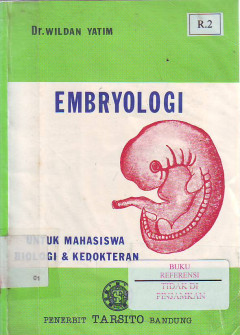 R.2
Dr. WILDAN YATIM
EMBRYOLOGI
UNTUK MAHASISWA
BIOLOGI & KEDOKTERAN
BUKU
REFERENSI
TIDAK DI
PINJAMKAN
PENERBIT TARSITO BANDUNG